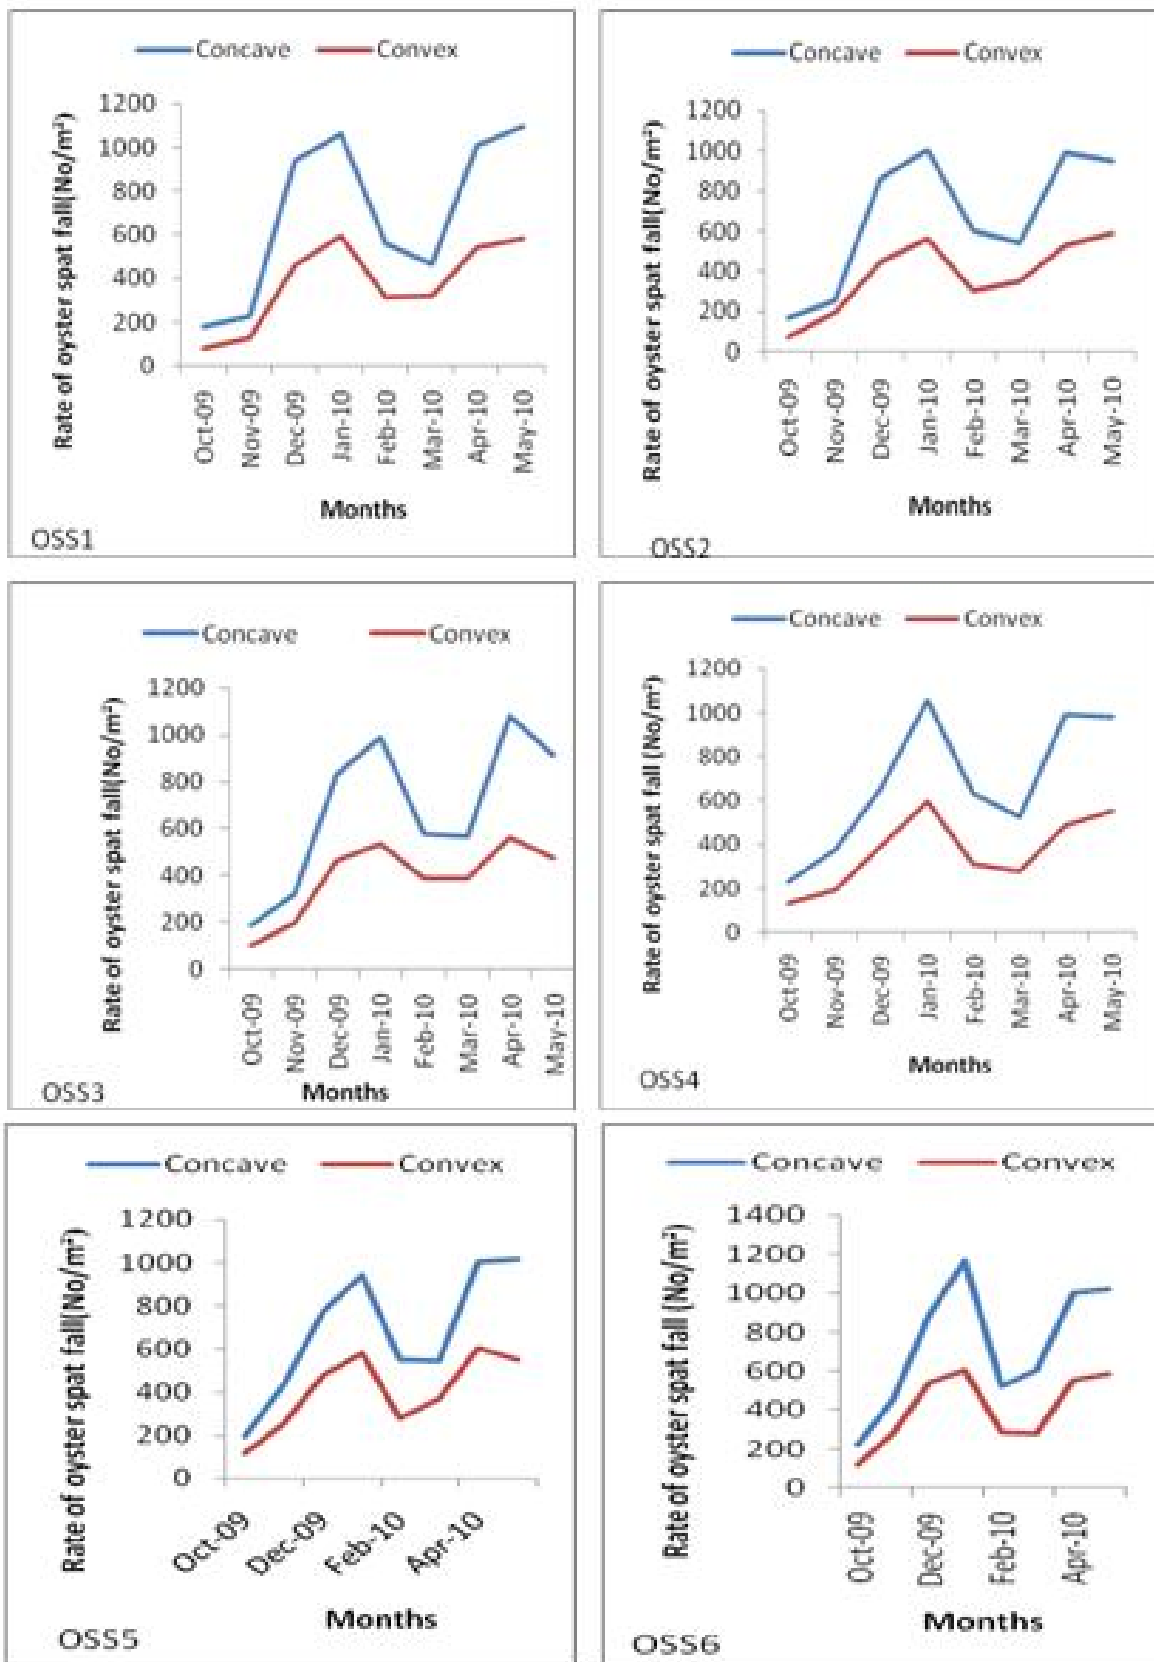 Concave Convex
Rate of oyster spat fall(No/m²)
1200
1000
800
600
400
200
0
Oct-09
Nov-09
Dec-09
Jan-10
Feb-10
Mar-10
Apr-10
May-10
Months
OSS1
Concave Convex
Rate of oyster spat fall(No/m²)
1200
1000
800
600
400
200
0
Oct-09
Nov-09
Dec-09
Jan-10
Feb-10
Mar-10
Apr-10
May-10
Months
OSS2
Concave Convex
Rate of oyster spat fall(No/m²)
1200
1000
800
600
400
200
0
Oct-09
Nov-09
Dec-09
Jan-10
Feb-10
Mar-10
Apr-10
May-10
Months
OSS3
Concave Convex
Rate of oyster spat fall (No/m²)
1200
1000
800
600
400
200
0
Oct-09
Nov-09
Dec-09
Jan-10
Feb-10
Mar-10
Apr-10
May-10
Months
OSS4
Concave Convex
Rate of oyster spat fall(No/m²)
1200
1000
800
600
400
200
0
Oct-09
Dec-09
Feb-10
Apr-10
Months
OSS5
Concave Convex
Rate of oyster spat fall (No/m²)
1400
1200
1000
800
600
400
200
0
Oct-09
Dec-09
Feb-10
Apr-10
Months
OSS6